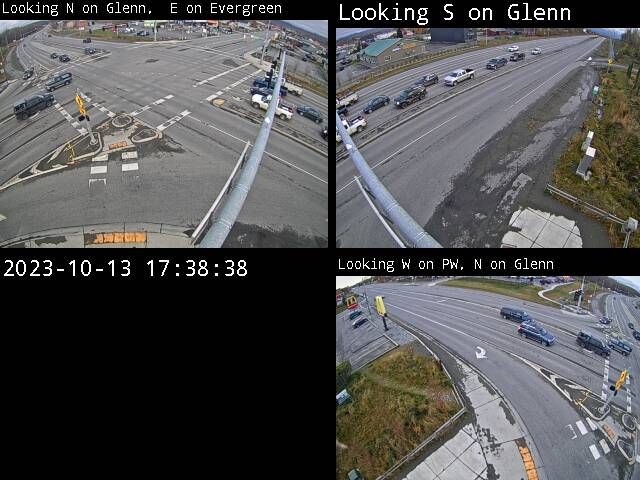 Looking N on Glenn,  E on Evergreen
Looking S on Glenn
2023-10-13 17:38:38
Looking W on PW, N on Glenn